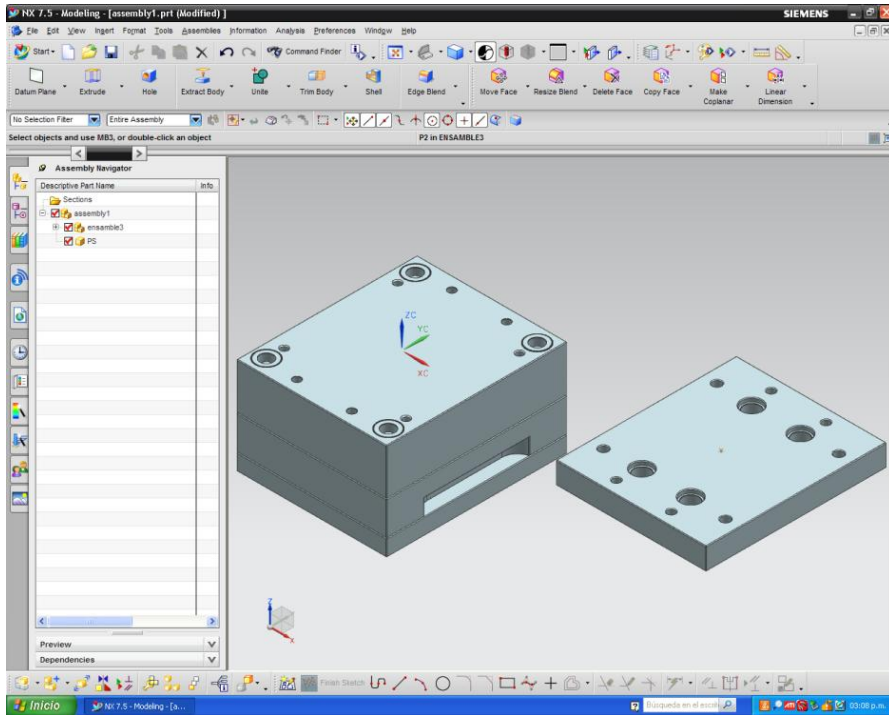 NX 7.5 - Modeling - [assembly1.prt (Modified) ]
SIEMENS
File Edit View Insert Format Tools Assemblies Information Analysis Preferences Window Help
Start Command Finder
Datum Plane Extrude Hole Extract Body Unite Trim Body Shell Edge Blend Move Face Resize Blend Delete Face Copy Face Make Coplanar Linear Dimension
No Selection Filter Entire Assembly
Select objects and use MB3, or double-click an object
P2 in ENSAMBLE3
Assembly Navigator
Descriptive Part Name Info
Sections
assembly1
ensamble3
PS
ZC
YC
XC
Z
X
Preview
Dependencies
Finish Sketch
Inicio
NX 7.5 - Modeling - [a...
Búsqueda en el escrit
03:08 p.m.